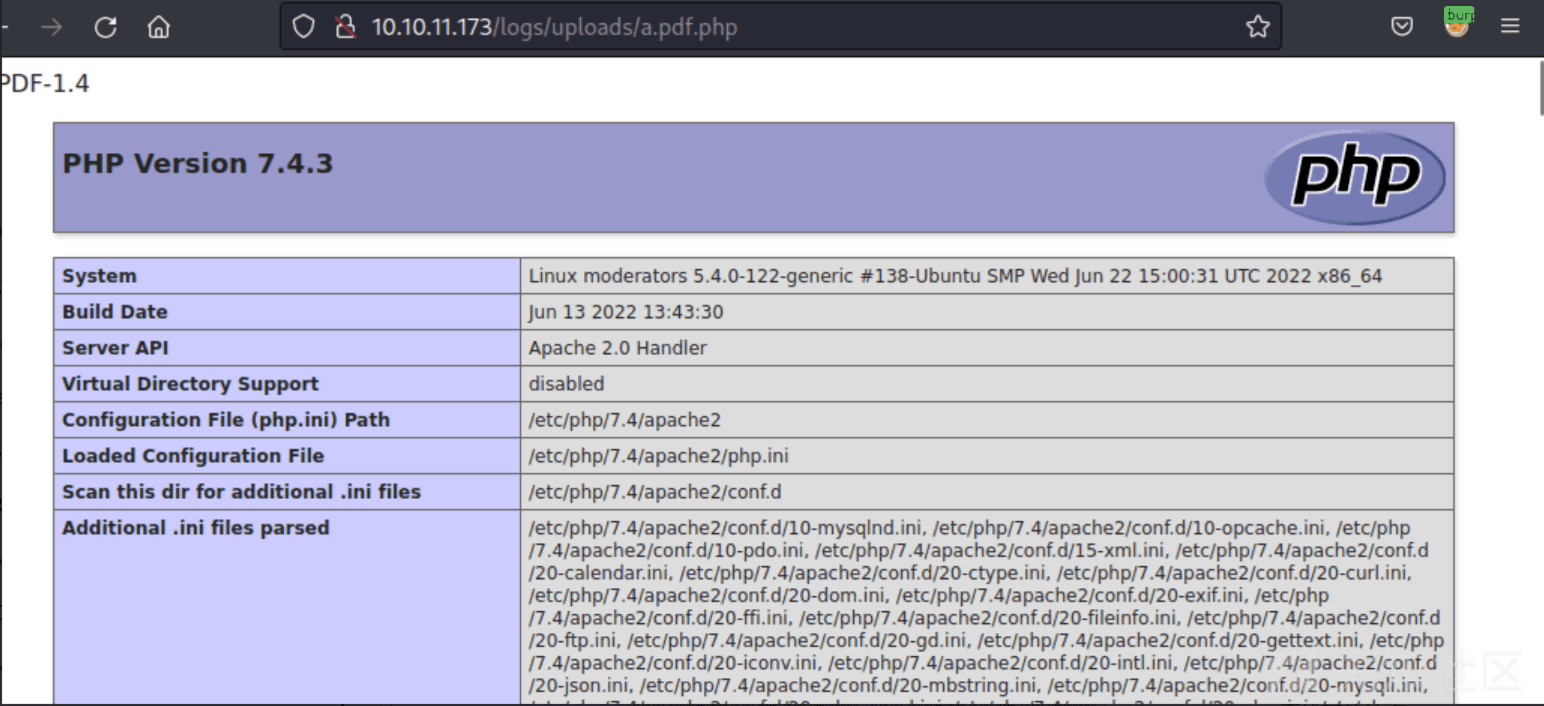 10.10.11.173/logs/uploads/a.pdf.php
burp
PDF-1.4
PHP Version 7.4.3
php
System Linux moderators 5.4.0-122-generic #138-Ubuntu SMP Wed Jun 22 15:00:31 UTC 2022 x86_64
Build Date Jun 13 2022 13:43:30
Server API Apache 2.0 Handler
Virtual Directory Support disabled
Configuration File (php.ini) Path /etc/php/7.4/apache2
Loaded Configuration File /etc/php/7.4/apache2/php.ini
Scan this dir for additional .ini files /etc/php/7.4/apache2/conf.d
Additional .ini files parsed /etc/php/7.4/apache2/conf.d/10-mysqlnd.ini, /etc/php/7.4/apache2/conf.d/10-opcache.ini, /etc/php
/7.4/apache2/conf.d/10-pdo.ini, /etc/php/7.4/apache2/conf.d/15-xml.ini, /etc/php/7.4/apache2/conf.d
/20-calendar.ini, /etc/php/7.4/apache2/conf.d/20-ctype.ini, /etc/php/7.4/apache2/conf.d/20-curl.ini,
/etc/php/7.4/apache2/conf.d/20-dom.ini, /etc/php/7.4/apache2/conf.d/20-exif.ini, /etc/php
/7.4/apache2/conf.d/20-ffi.ini, /etc/php/7.4/apache2/conf.d/20-fileinfo.ini, /etc/php/7.4/apache2/conf.d
/20-ftp.ini, /etc/php/7.4/apache2/conf.d/20-gd.ini, /etc/php/7.4/apache2/conf.d/20-gettext.ini, /etc/php
/7.4/apache2/conf.d/20-iconv.ini, /etc/php/7.4/apache2/conf.d/20-intl.ini, /etc/php/7.4/apache2/conf.d
/20-json.ini, /etc/php/7.4/apache2/conf.d/20-mbstring.ini, /etc/php/7.4/apache2/conf.d/20-mysqli.ini,
社区